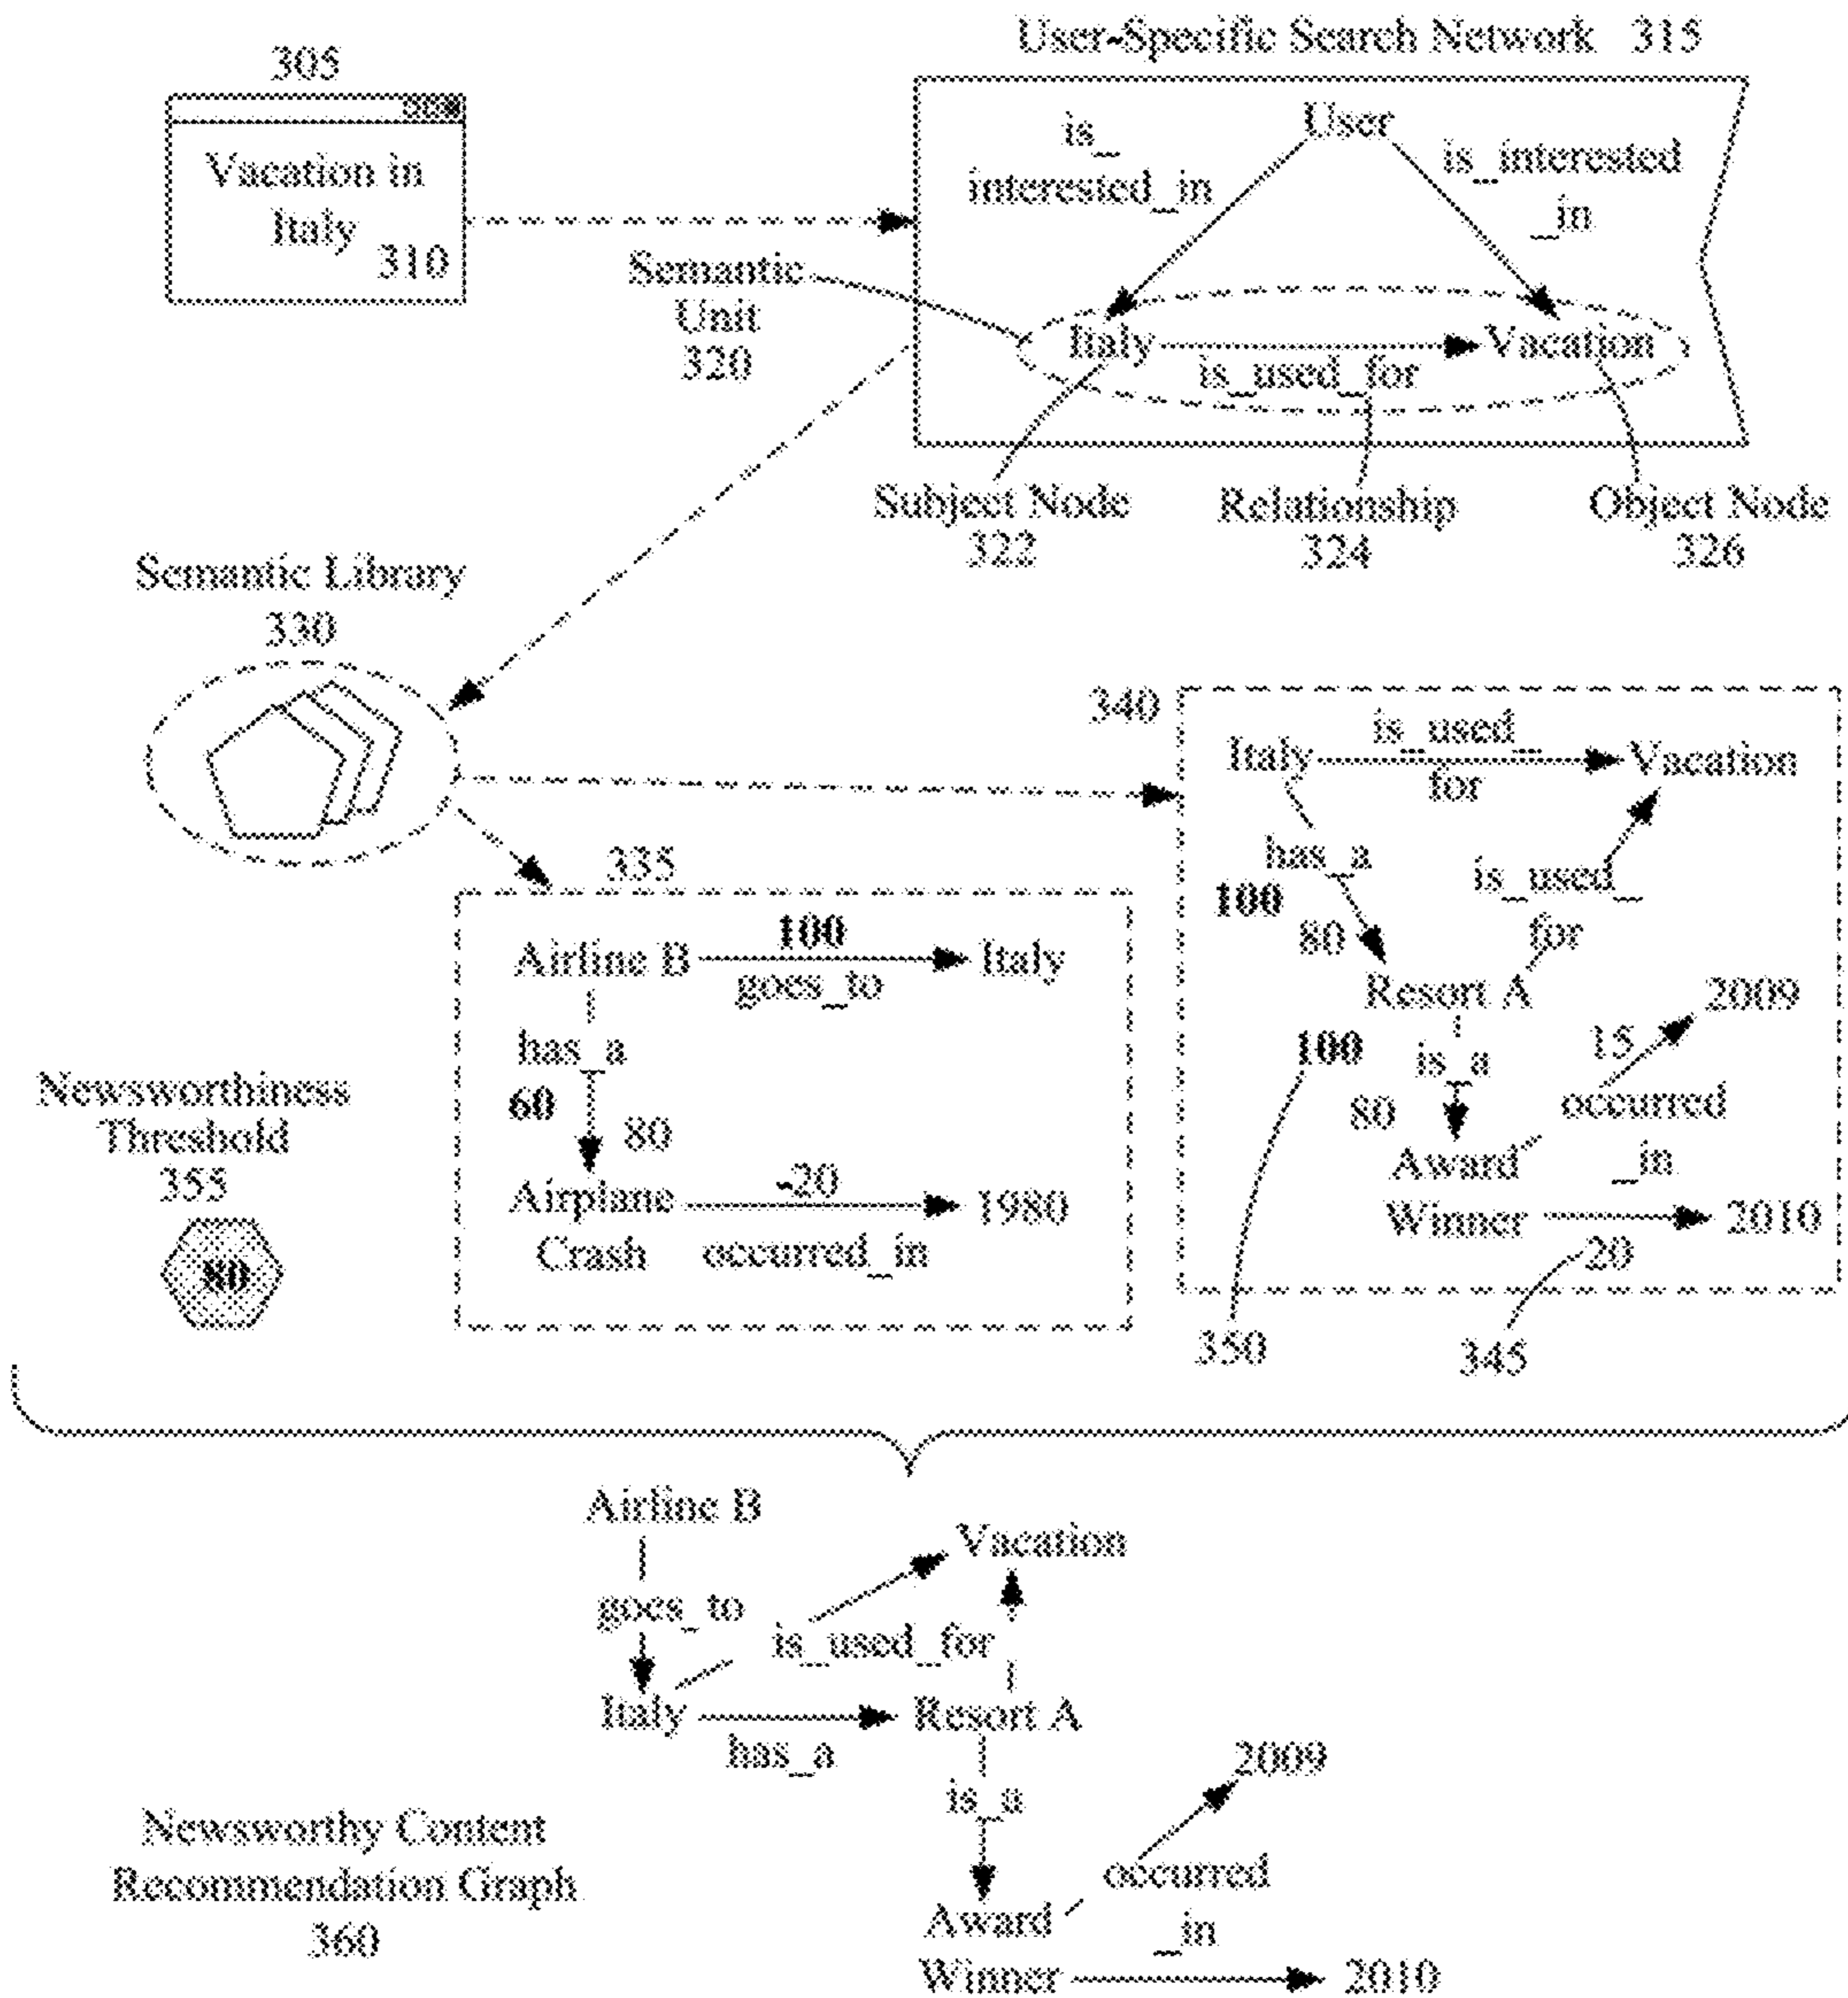 User-Specific Search Network 315
305
Vacation in
Italy
310
User
is_
interested_in
is_interested
_in
Semantic
Unit
320
Italy
is_used_for
Vacation
Subject Node
322
Relationship
324
Object Node
326
Semantic Library
330
340
Italy
is_used_
for
Vacation
has_a
100
80
is_used_
for
Resort A
100
is_a
80
15
2009
occurred
_in
Award
Winner
2010
20
335
Airline B
100
goes_to
Italy
has_a
60
80
Airplane
Crash
-20
occurred_in
1980
Newsworthiness
Threshold
355
80
350
345
Airline B
Vacation
goes_to
is_used_for
Italy
has_a
Resort A
is_a
2009
occurred
_in
Award
Winner
2010
Newsworthy Content
Recommendation Graph
360